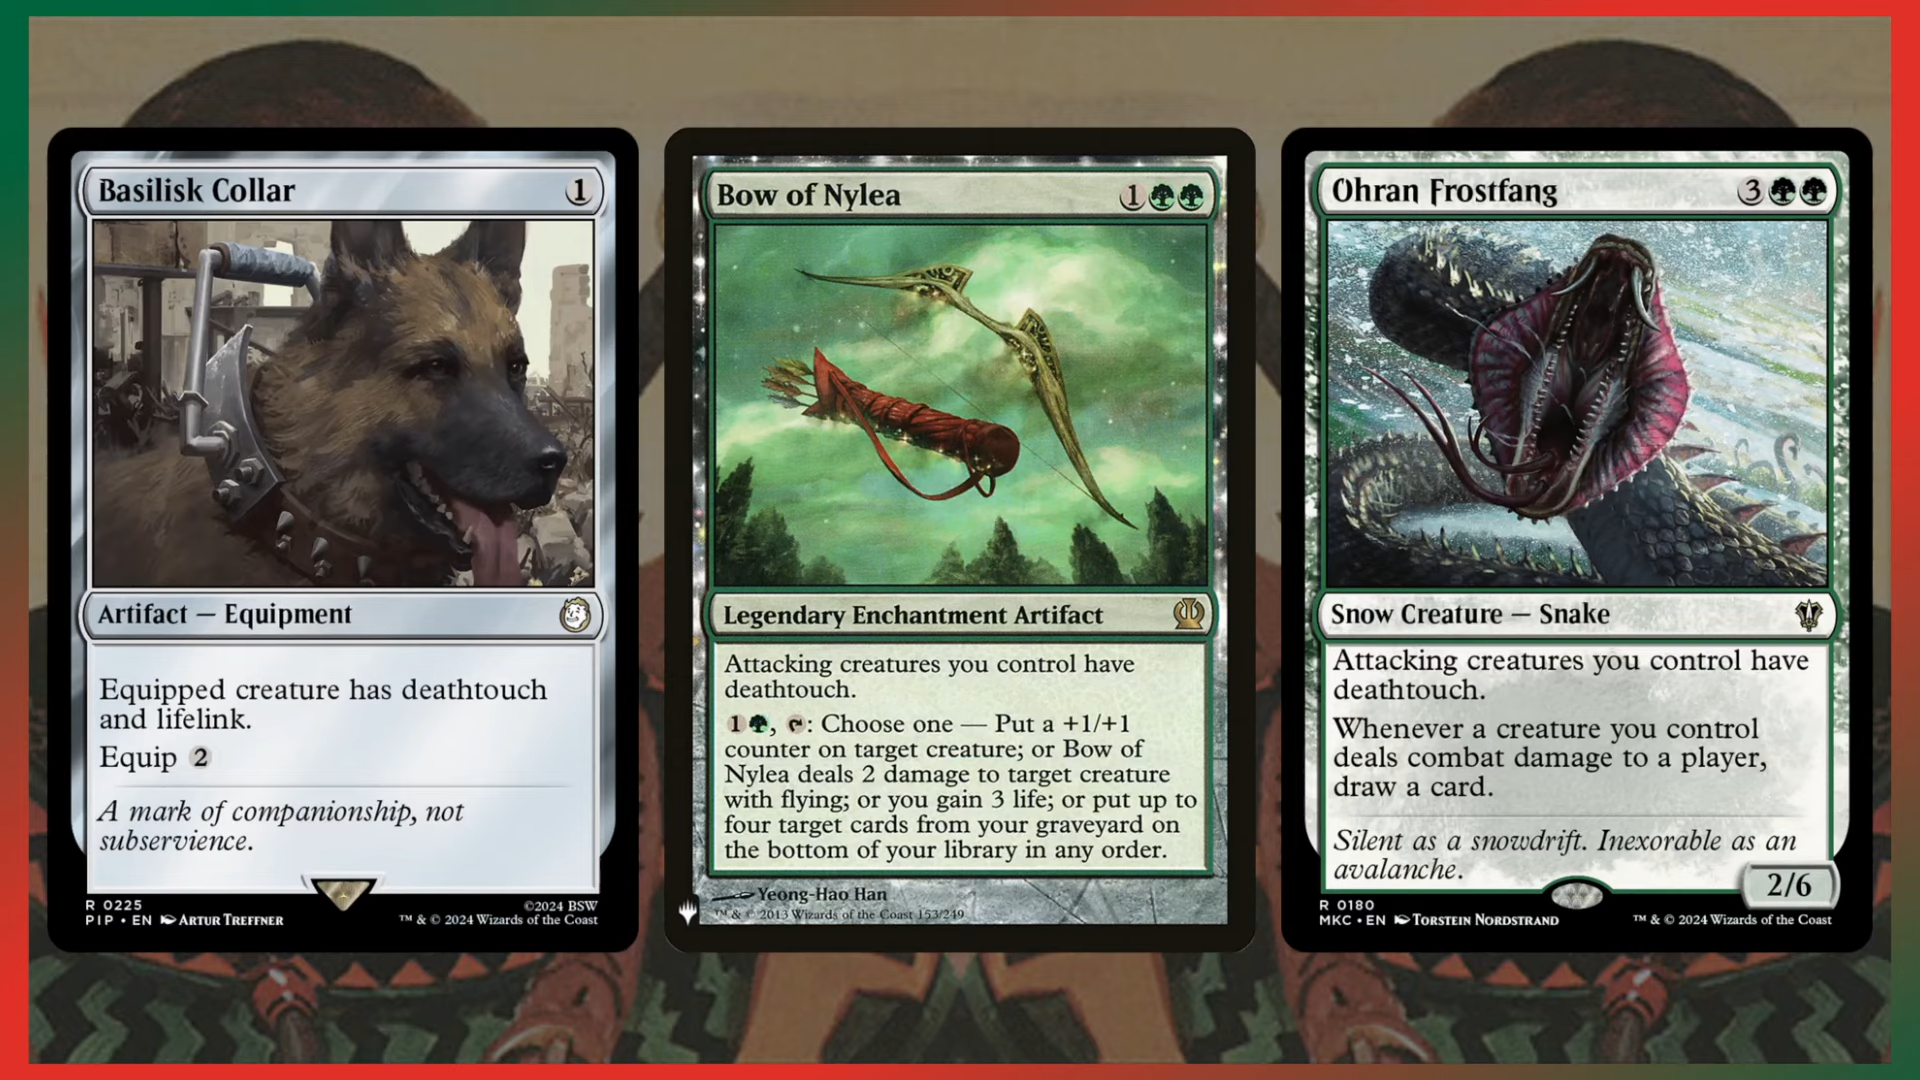 Basilisk Collar 1
Artifact — Equipment
Equipped creature has deathtouch
and lifelink.
Equip 2
A mark of companionship, not
subservience.
R 0225
©2024 BSW
PIP • EN Artur Treffner
™ & © 2024 Wizards of the Coast
Bow of Nylea 1
Legendary Enchantment Artifact
Attacking creatures you control have
deathtouch.
1, : Choose one — Put a +1/+1
counter on target creature; or Bow of
Nylea deals 2 damage to target creature
with flying; or you gain 3 life; or put up to
four target cards from your graveyard on
the bottom of your library in any order.
Yeong-Hao Han
™ & © 2013 Wizards of the Coast 153/249
Ohran Frostfang 3
Snow Creature — Snake
Attacking creatures you control have
deathtouch.
Whenever a creature you control
deals combat damage to a player,
draw a card.
Silent as a snowdrift. Inexorable as an
avalanche.
2/6
R 0180
MKC • EN Torstein Nordstrand
™ & © 2024 Wizards of the Coast